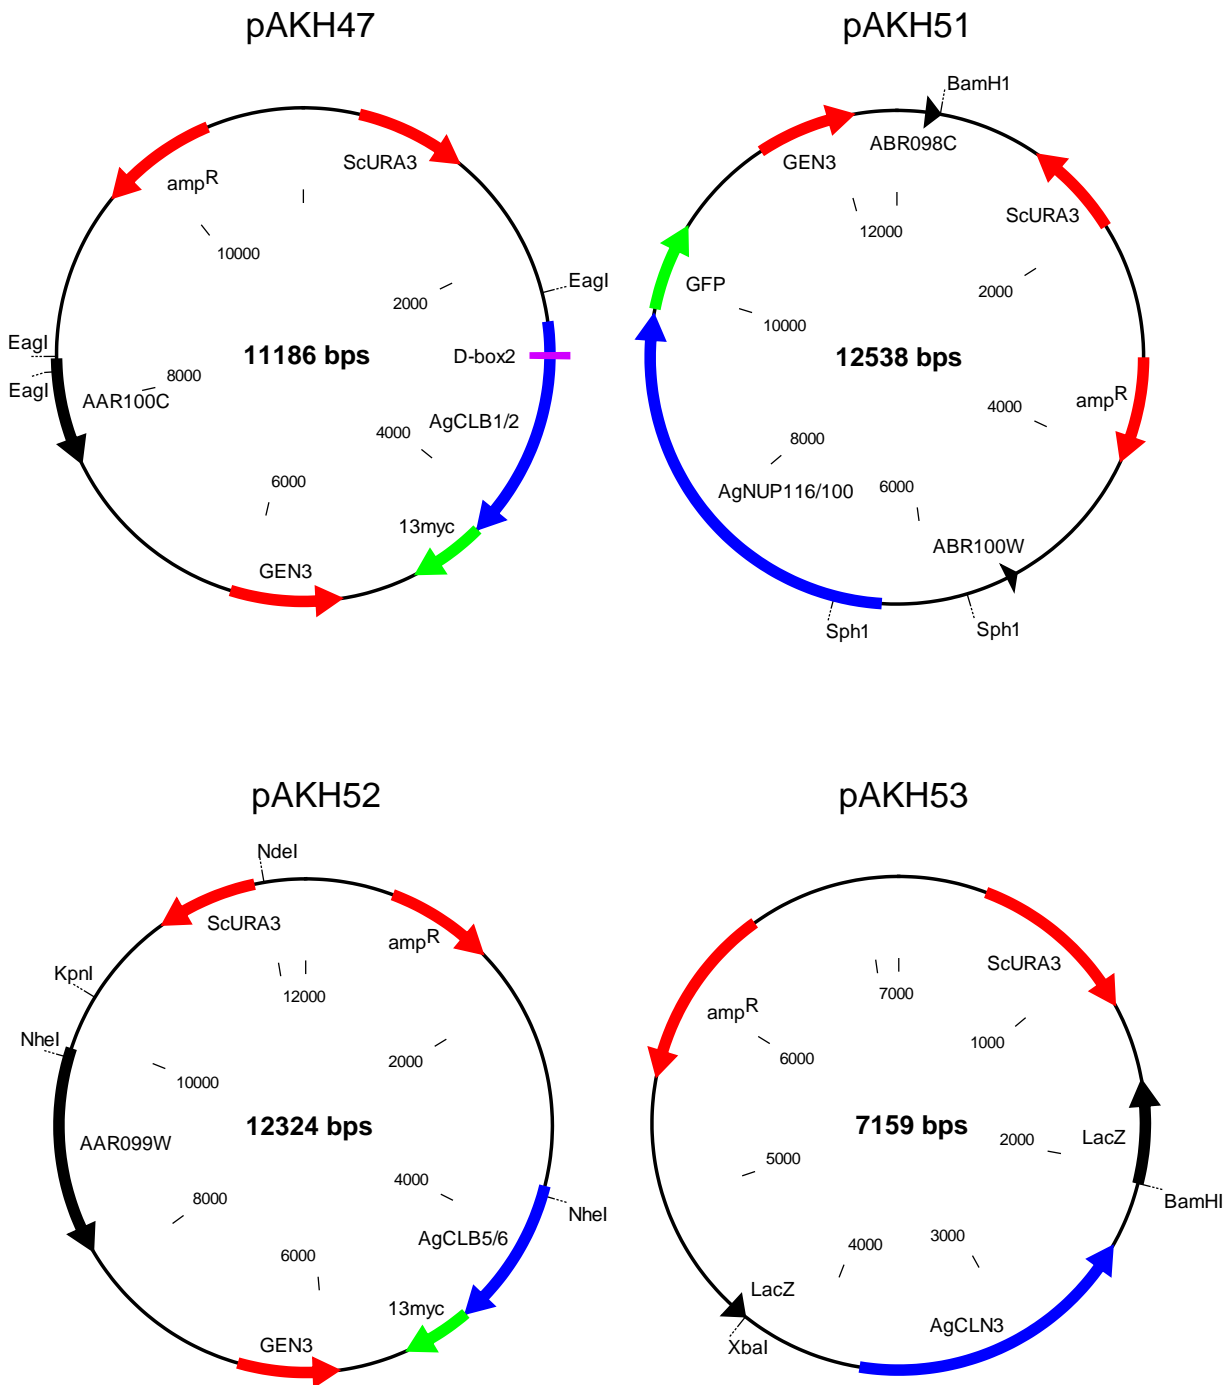 pAKH47
ScURA3
ampR
10000
2000
EagI
EagI
EagI
11186 bps
D-box2
8000
AAR100C
AgCLB1/2
4000
6000
13myc
GEN3
pAKH51
BamH1
ABR098C
GEN3
ScURA3
12000
GFP
2000
10000
12538 bps
ampR
4000
8000
AgNUP116/100
6000
ABR100W
Sph1
Sph1
pAKH52
NdeI
ScURA3
ampR
KpnI
12000
NheI
2000
10000
12324 bps
AAR099W
4000
8000
NheI
AgCLB5/6
6000
13myc
GEN3
pAKH53
ScURA3
7000
ampR
1000
6000
7159 bps
2000
LacZ
5000
BamHI
3000
4000
LacZ
AgCLN3
XbaI